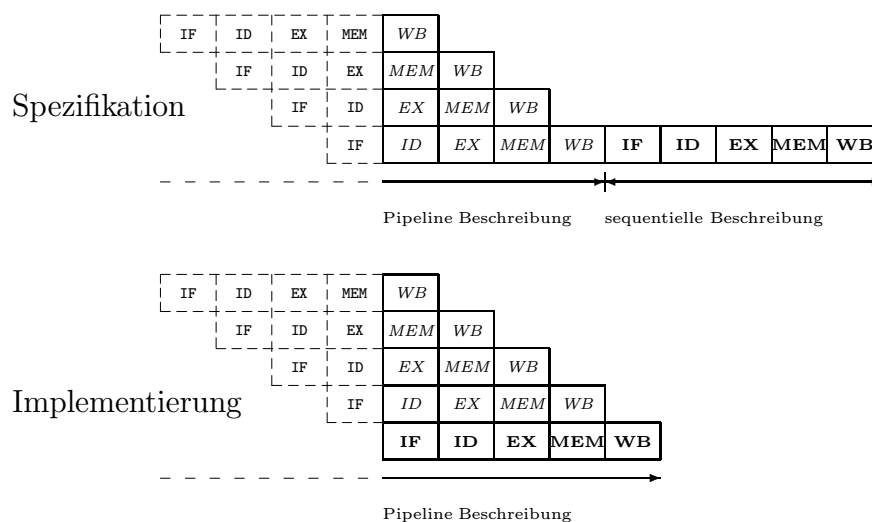 IF ID EX MEM WB
IF ID EX MEM WB
Spezifikation
IF ID EX MEM WB
IF ID EX MEM WB IF ID EX MEM WB
Pipeline Beschreibung sequentielle Beschreibung
IF ID EX MEM WB
IF ID EX MEM WB
IF ID EX MEM WB
Implementierung
IF ID EX MEM WB
IF ID EX MEM WB
Pipeline Beschreibung